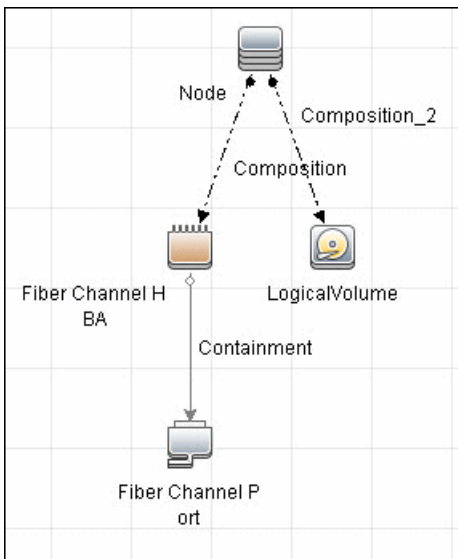 Node
Composition_2
Composition
Fiber Channel H
BA
LogicalVolume
Containment
Fiber Channel P
ort